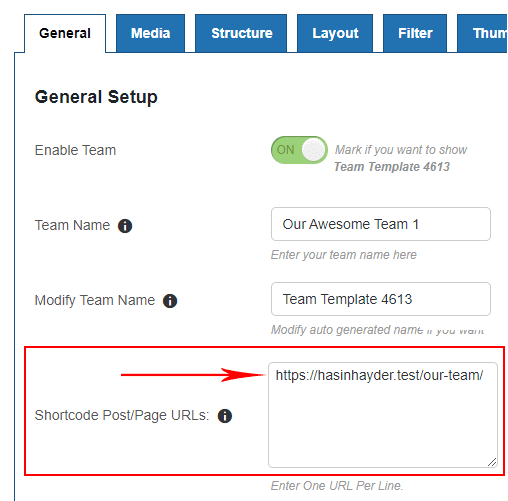 General Media Structure Layout Filter Thum
General Setup
Enable Team ON Mark if you want to show
Team Template 4613
Team Name Our Awesome Team 1
Enter your team name here
Modify Team Name Team Template 4613
Modify auto generated name if you want
https://hasinhayder.test/our-team/
Shortcode Post/Page URLs:
Enter One URL Per Line.